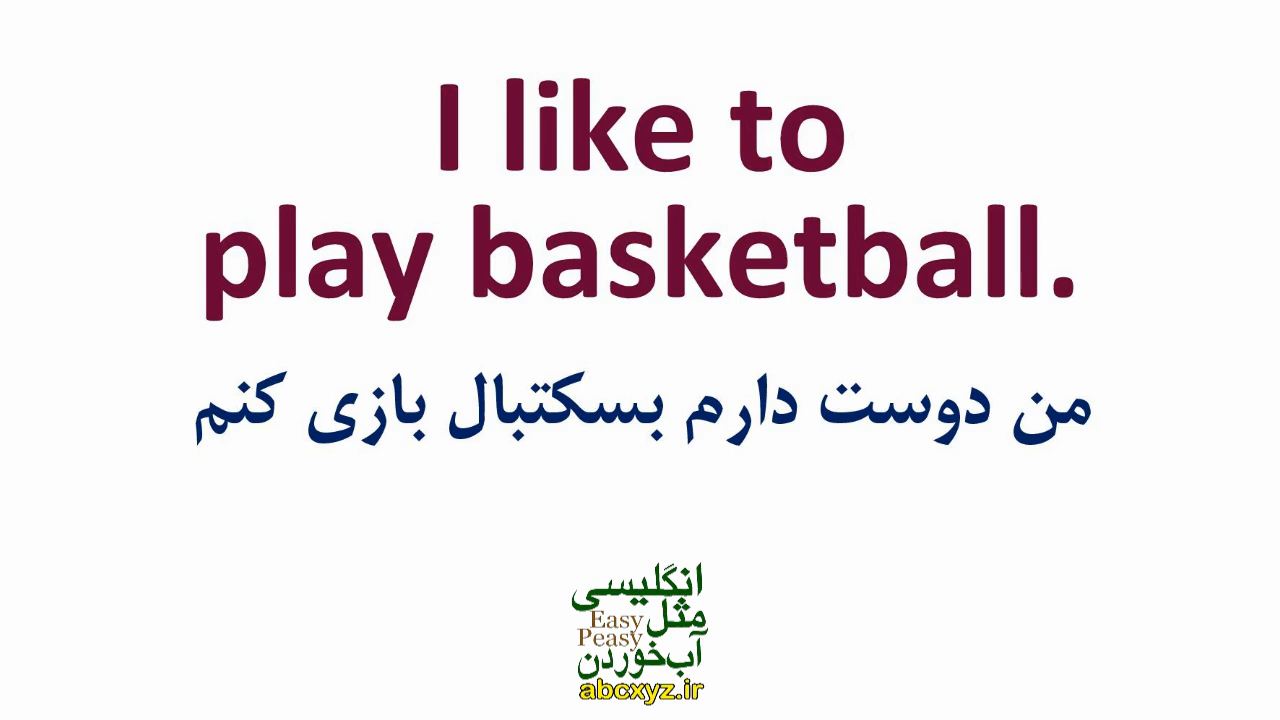 I like to
play basketball.
من دوست دارم بسکتبال بازی کنم
انگلیسی
مثل
Easy
Peasy
آب‌خوردن
abcxyz.ir